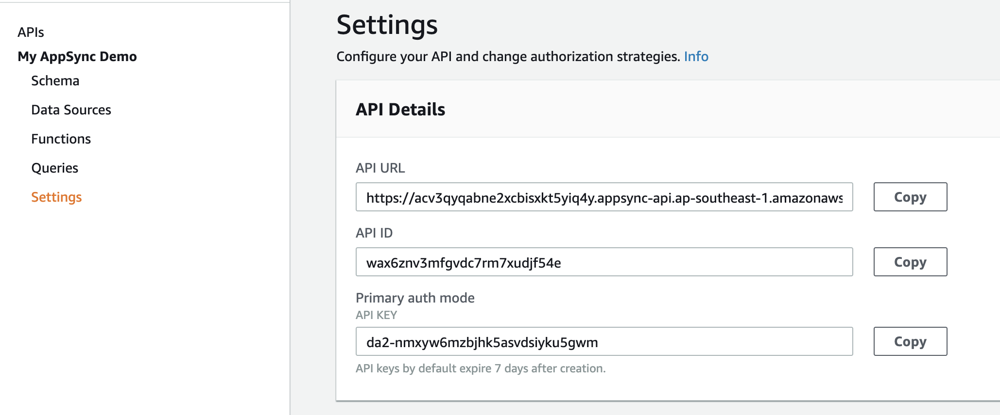 APIs
My AppSync Demo
Schema
Data Sources
Functions
Queries
Settings
Settings
Configure your API and change authorization strategies. Info
API Details
API URL
https://acv3qyqabne2xcbisxkt5yiq4y.appsync-api.ap-southeast-1.amazonaws
Copy
API ID
wax6znv3mfgvdc7rm7xudjf54e
Copy
Primary auth mode
API KEY
da2-nmxyw6mzbjhk5asvdsiyku5gwm
Copy
API keys by default expire 7 days after creation.